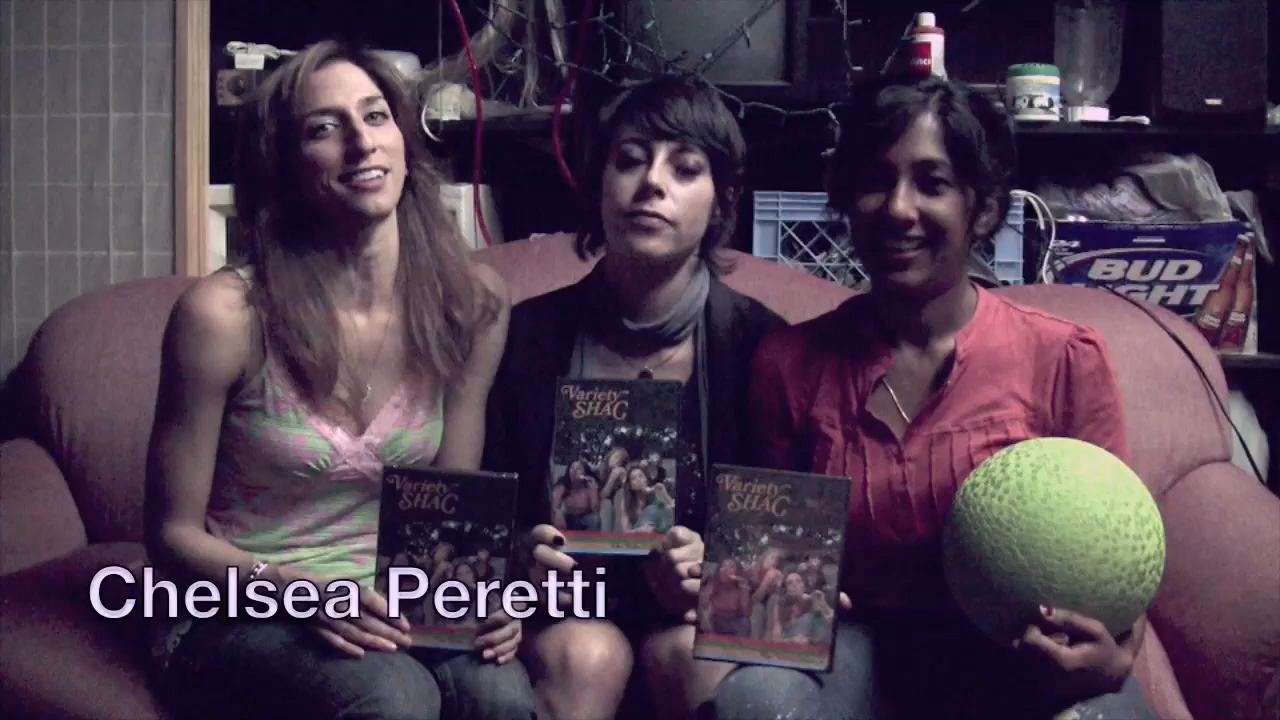 BUD
LIGHT
Variety
SHAC
Variety
SHAC
Variety
SHAC
Chelsea Peretti